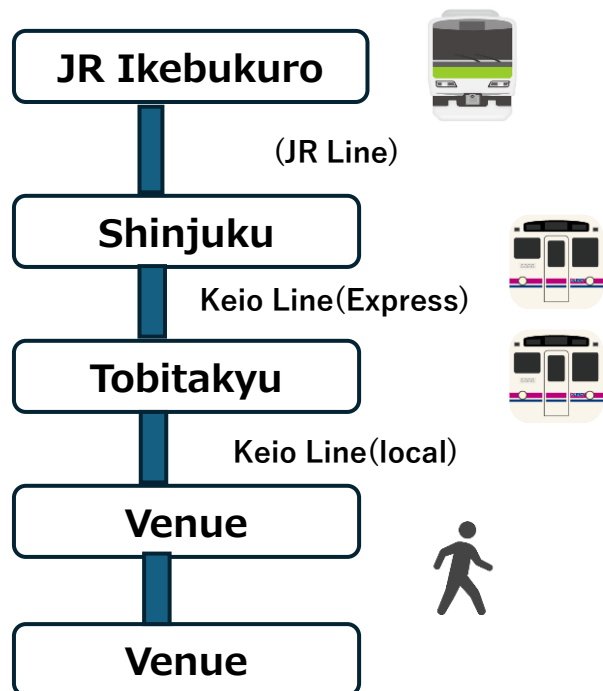 JR Ikebukuro
(JR Line)
Shinjuku
Keio Line(Express)
Tobitakyu
Keio Line(local)
Venue
Venue